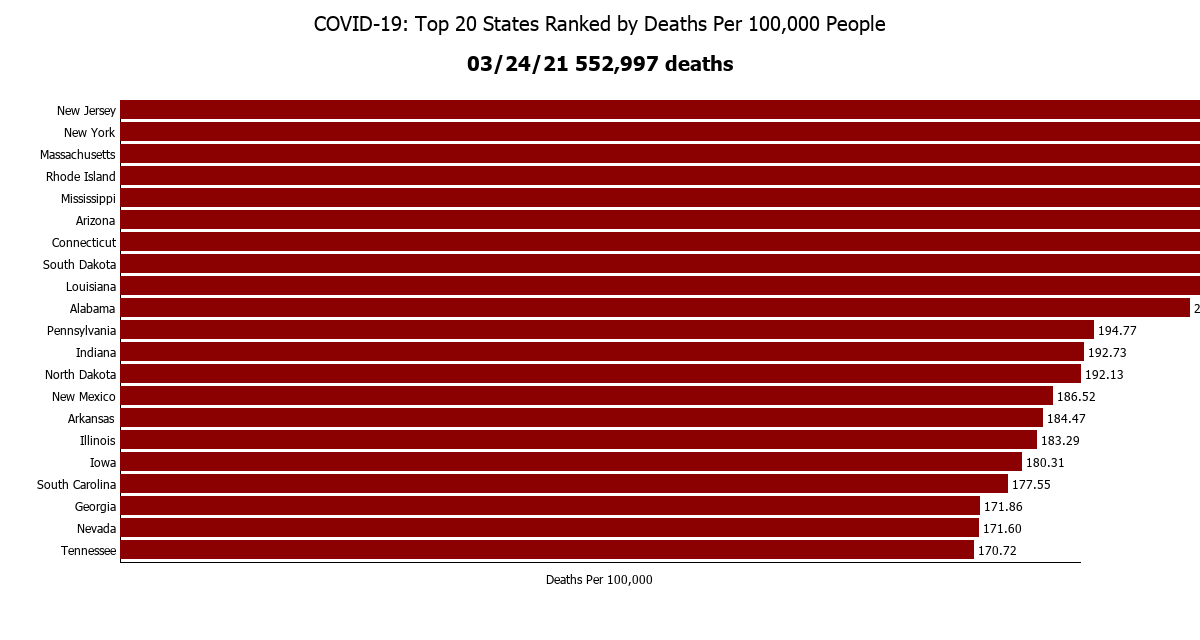 COVID-19: Top 20 States Ranked by Deaths Per 100,000 People
03/24/21 552,997 deaths
New Jersey
New York
Massachusetts
Rhode Island
Mississippi
Arizona
Connecticut
South Dakota
Louisiana
Alabama 2
Pennsylvania 194.77
Indiana 192.73
North Dakota 192.13
New Mexico 186.52
Arkansas 184.47
Illinois 183.29
Iowa 180.31
South Carolina 177.55
Georgia 171.86
Nevada 171.60
Tennessee 170.72
Deaths Per 100,000